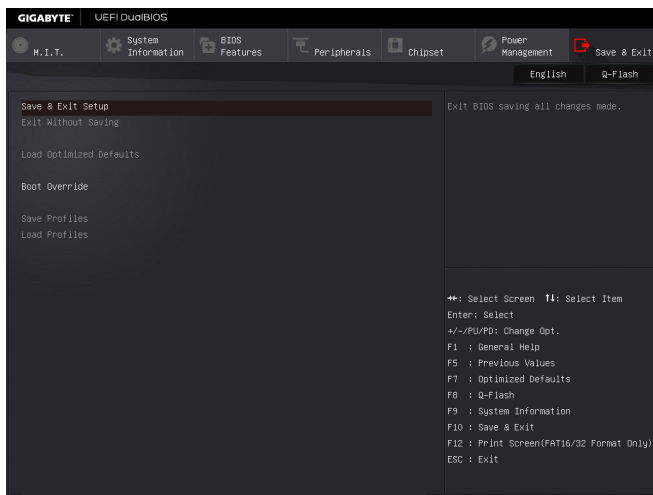 GIGABYTE™ UEFI DualBIOS
M.I.T.
System Information
BIOS Features
Peripherals
Chipset
Power Management
Save & Exit
English Q-Flash
Save & Exit Setup
Exit Without Saving
Load Optimized Defaults
Boot Override
Save Profiles
Load Profiles
Exit BIOS saving all changes made.
→←: Select Screen ↑↓: Select Item
Enter: Select
+/-/PU/PD: Change Opt.
F1 : General Help
F5 : Previous Values
F7 : Optimized Defaults
F8 : Q-Flash
F9 : System Information
F10 : Save & Exit
F12 : Print Screen(FAT16/32 Format Only)
ESC : Exit